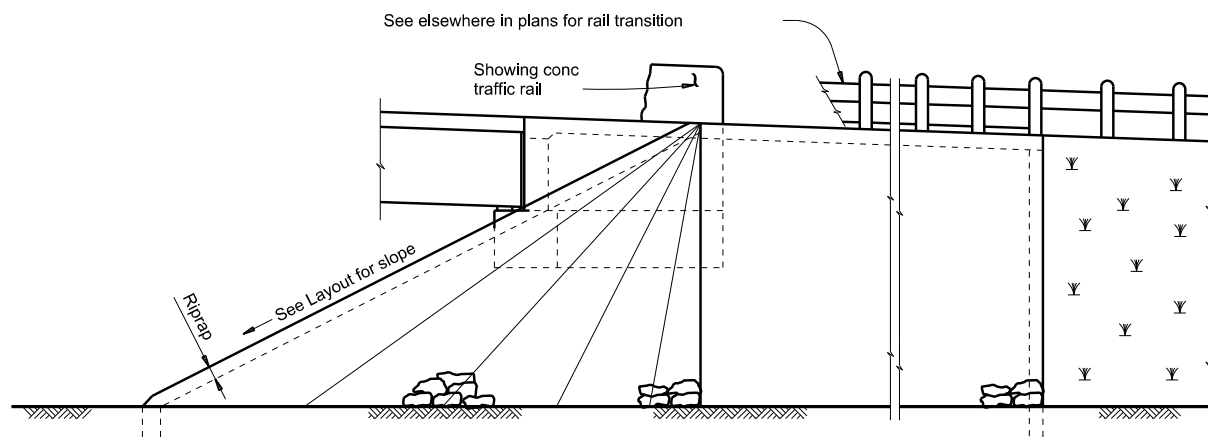 See elsewhere in plans for rail transition
Showing conc
traffic rail
See Layout for slope
Riprap